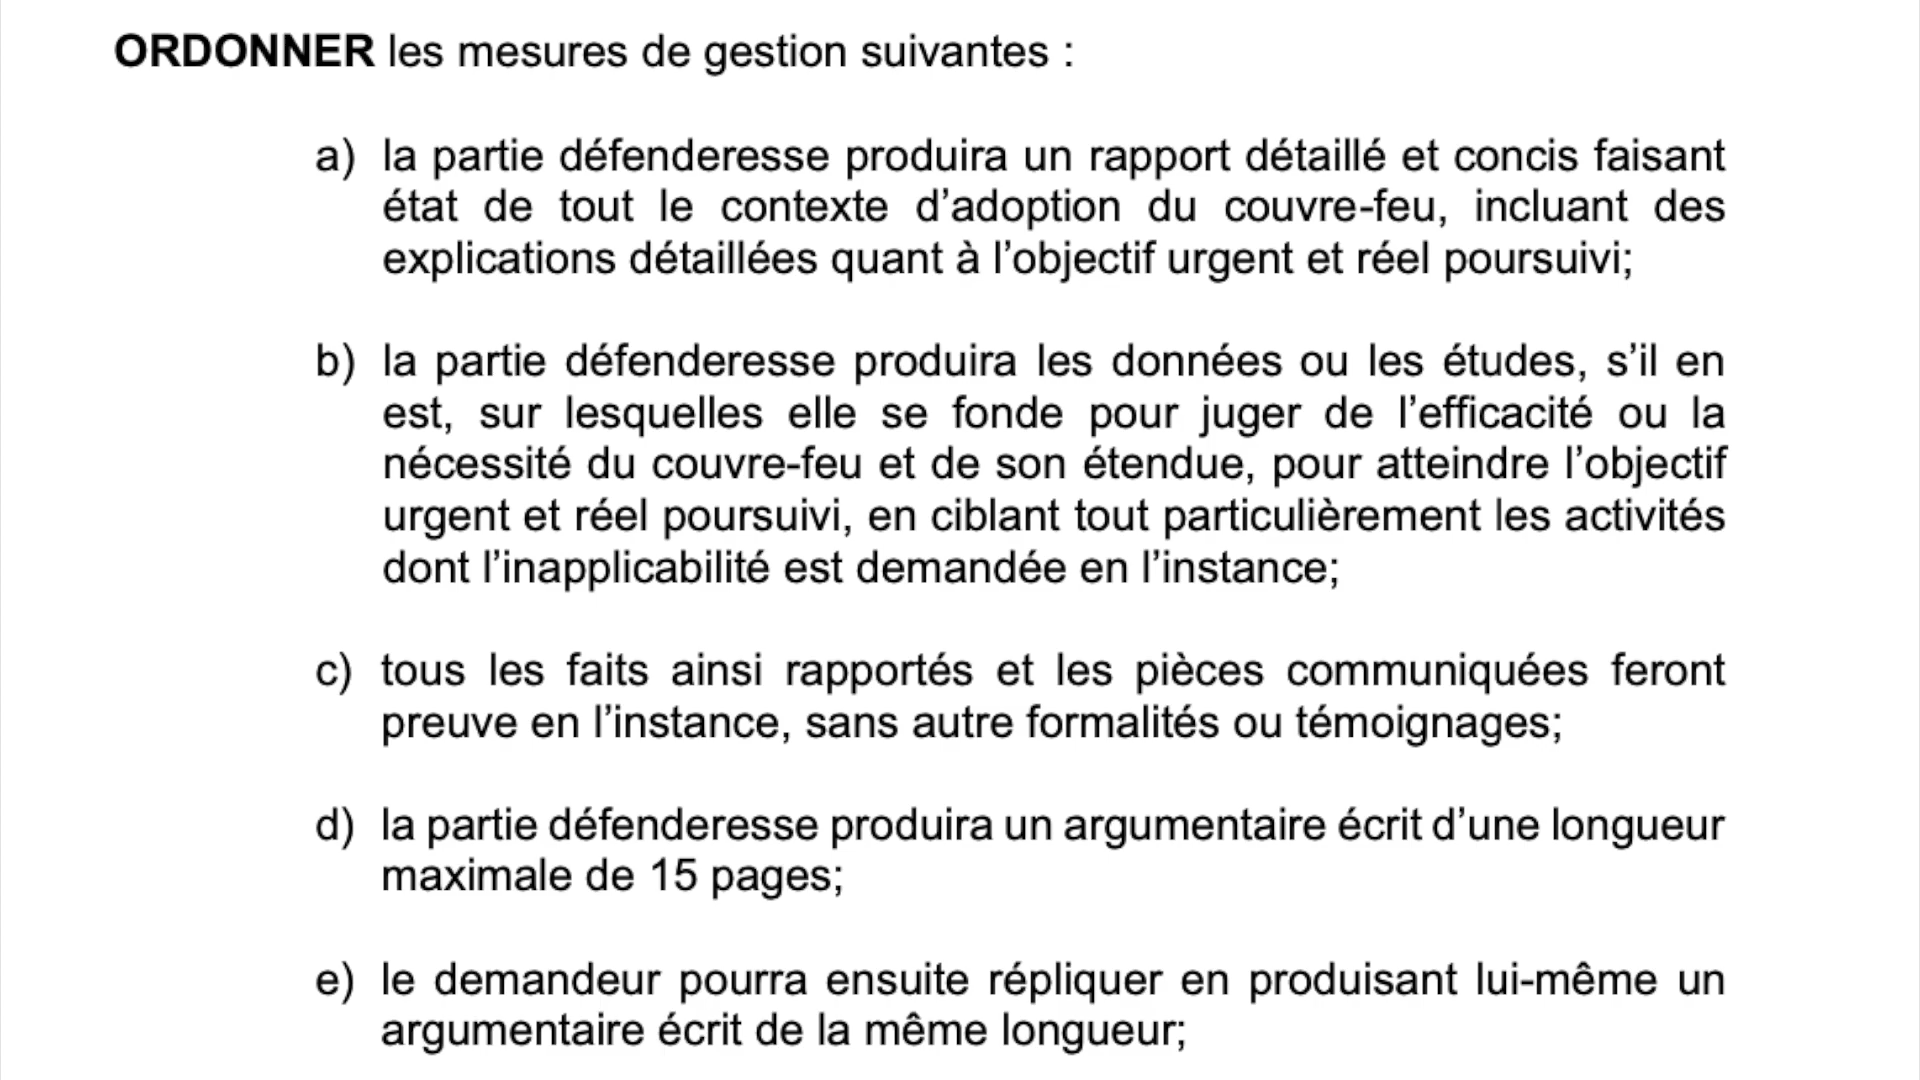 ORDONNER les mesures de gestion suivantes :
a) la partie défenderesse produira un rapport détaillé et concis faisant
état de tout le contexte d’adoption du couvre-feu, incluant des
explications détaillées quant à l’objectif urgent et réel poursuivi;
b) la partie défenderesse produira les données ou les études, s’il en
est, sur lesquelles elle se fonde pour juger de l’efficacité ou la
nécessité du couvre-feu et de son étendue, pour atteindre l’objectif
urgent et réel poursuivi, en ciblant tout particulièrement les activités
dont l’inapplicabilité est demandée en l’instance;
c) tous les faits ainsi rapportés et les pièces communiquées feront
preuve en l’instance, sans autre formalités ou témoignages;
d) la partie défenderesse produira un argumentaire écrit d’une longueur
maximale de 15 pages;
e) le demandeur pourra ensuite répliquer en produisant lui-même un
argumentaire écrit de la même longueur;